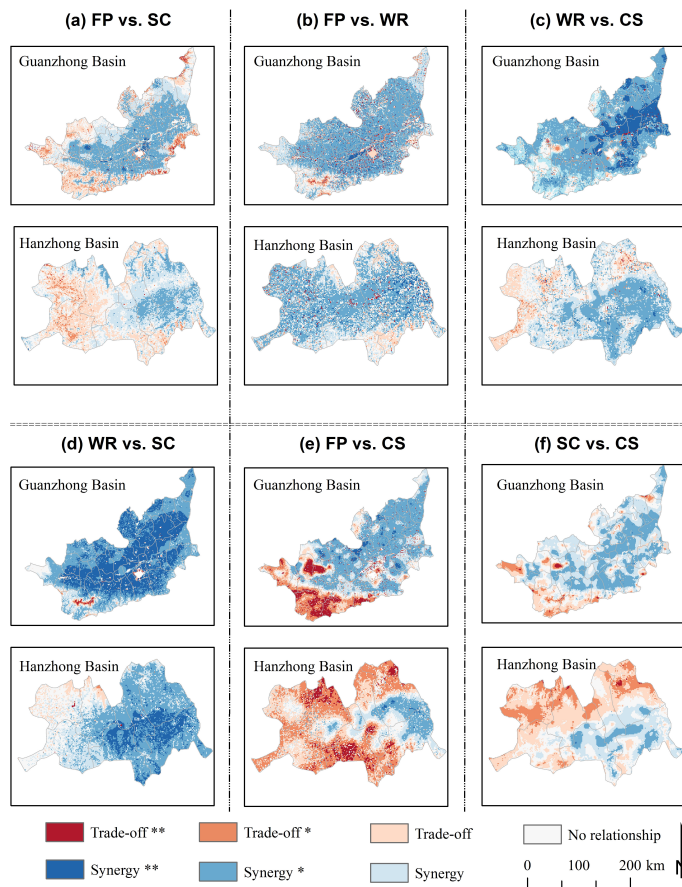 (a) FP vs. SC
(b) FP vs. WR
(c) WR vs. CS
Guanzhong Basin
Guanzhong Basin
Guanzhong Basin
Hanzhong Basin
Hanzhong Basin
Hanzhong Basin
(d) WR vs. SC
(e) FP vs. CS
(f) SC vs. CS
Guanzhong Basin
Guanzhong Basin
Guanzhong Basin
Hanzhong Basin
Hanzhong Basin
Hanzhong Basin
Trade-off **
Trade-off *
Trade-off
No relationship
Synergy **
Synergy *
Synergy
0 100 200 km